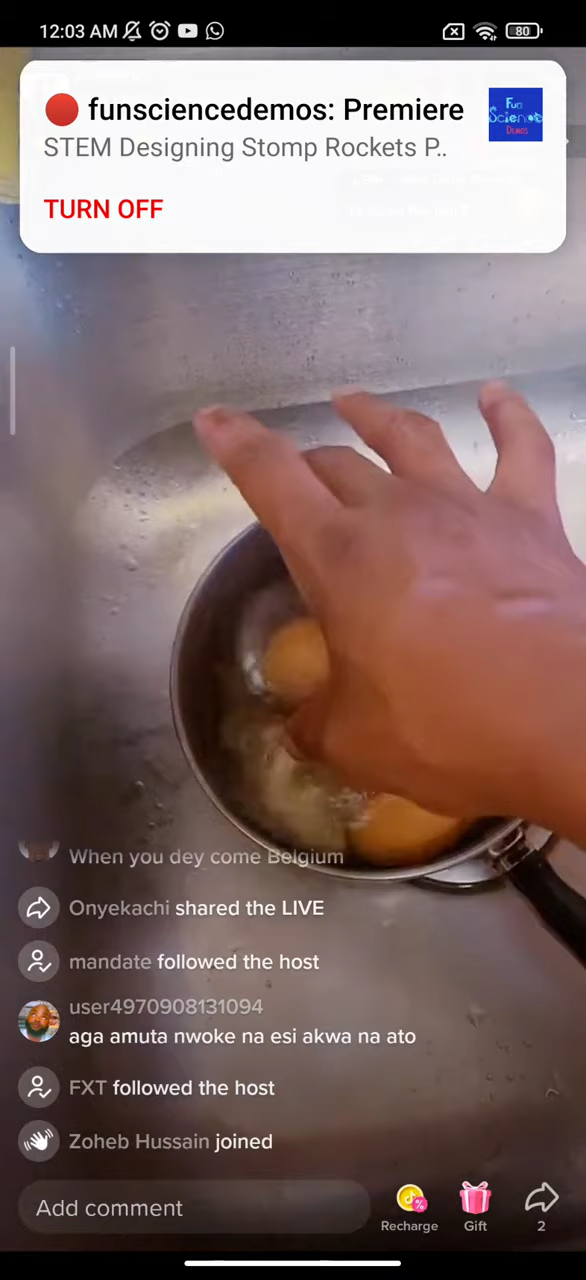 12:03 AM
80
funsciencedemos: Premiere
Fun
Science
DEMOS
STEM Designing Stomp Rockets P..
TURN OFF
When you dey come Belgium
Onyekachi shared the LIVE
mandate followed the host
user4970908131094
aga amuta nwoke na esi akwa na ato
FXT followed the host
Zoheb Hussain joined
Add comment
Recharge
Gift
2